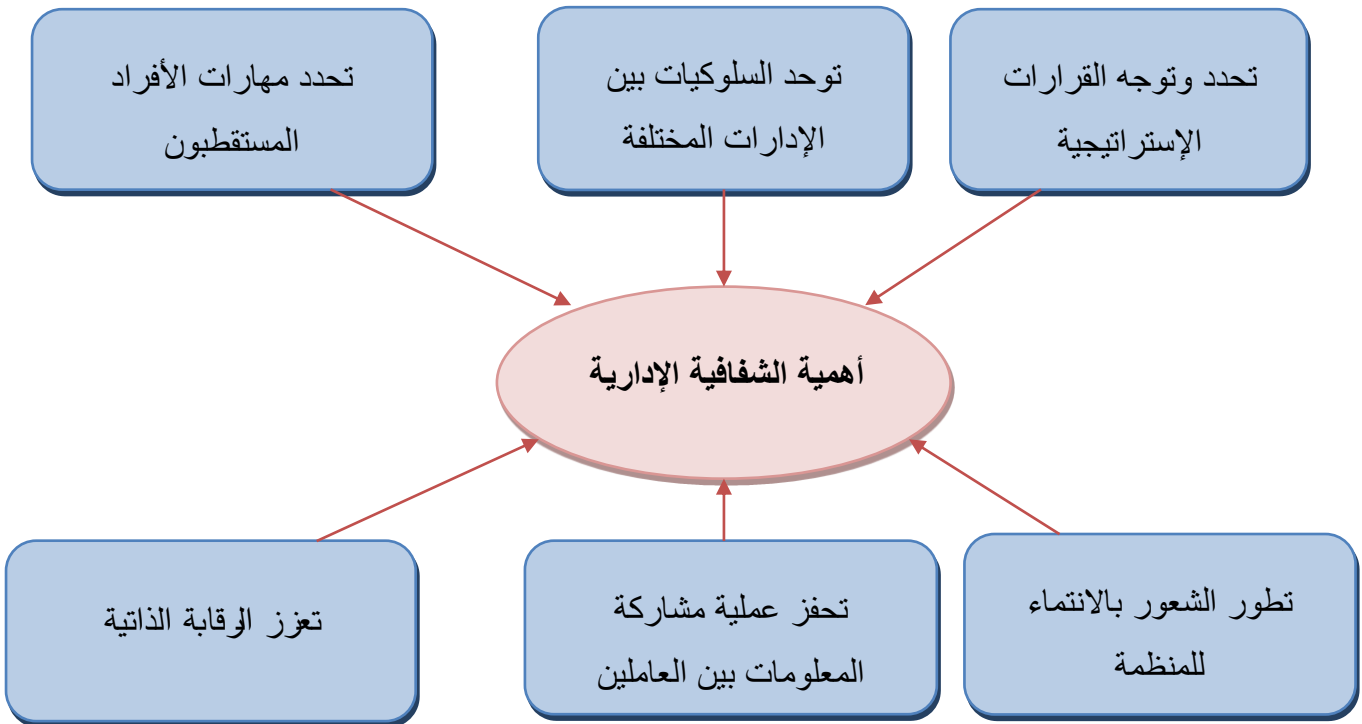 تحدد وتوجه القرارات
الإستراتيجية
توحد السلوكيات بين
الإدارات المختلفة
تحدد مهارات الأفراد
المستقطبون
أهمية الشفافية الإدارية
تطور الشعور بالانتماء
للمنظمة
تحفز عملية مشاركة
المعلومات بين العاملين
تعزز الرقابة الذاتية